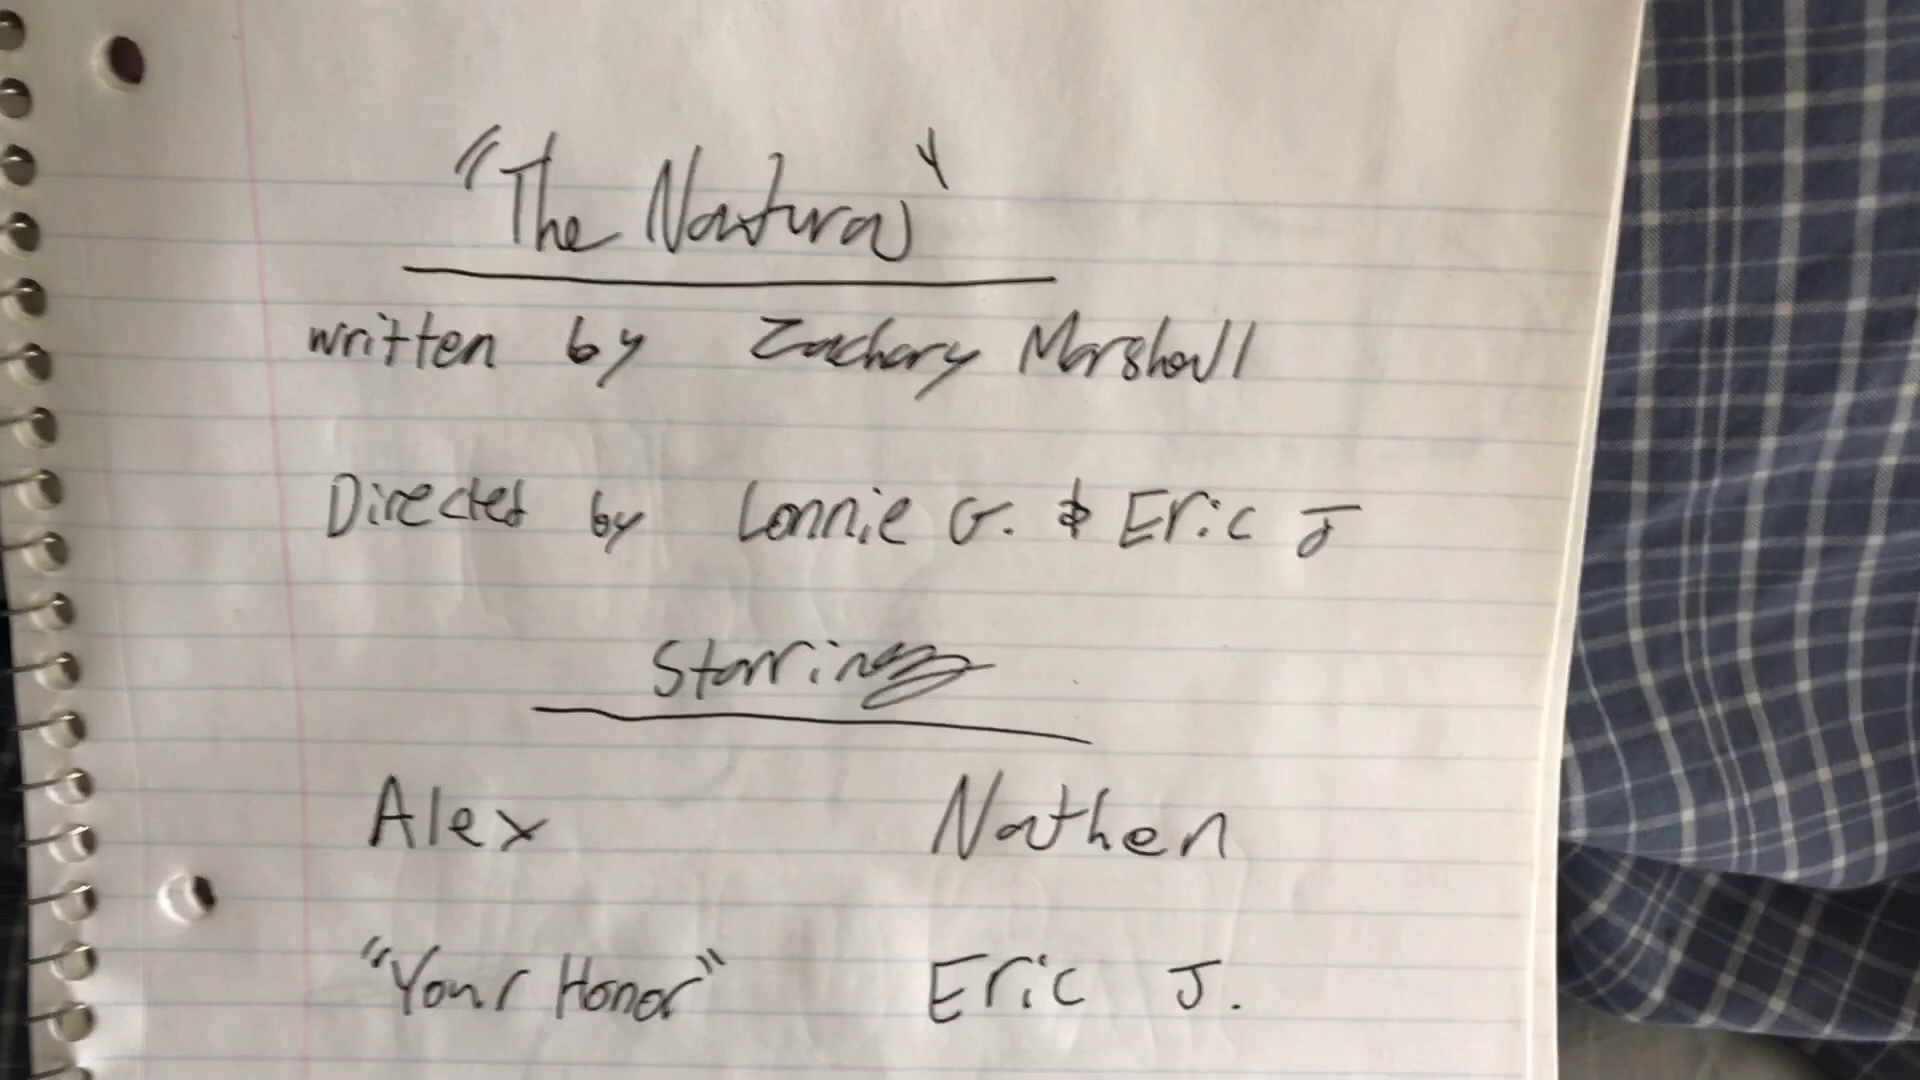 "The Natural"
written by Zachary Marshall
Directed by Lonnie G. & Eric J
Starring
Alex Nathen
"Your Honor" Eric J.